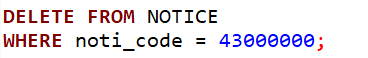 DELETE FROM NOTICE
WHERE noti_code = 43000000;